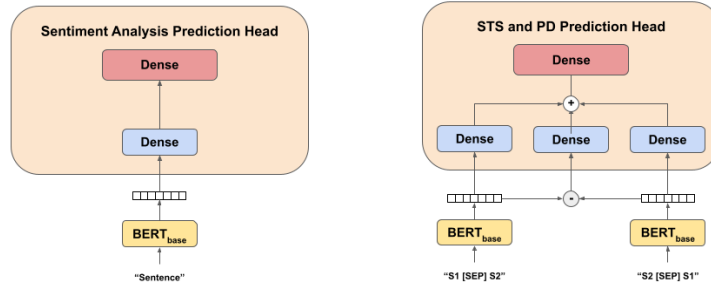 Sentiment Analysis Prediction Head
Dense
Dense
BERTbase
“Sentence”
STS and PD Prediction Head
Dense
+
Dense Dense Dense
-
BERTbase BERTbase
“S1 [SEP] S2” “S2 [SEP] S1”